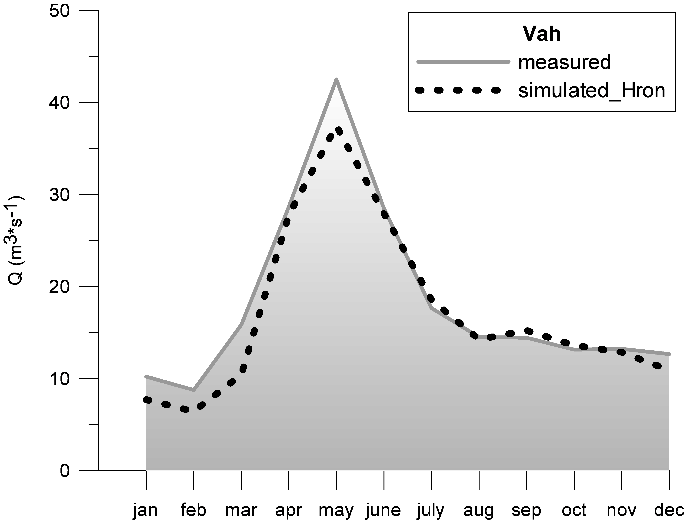 50
40
30
20
10
0
Q (m3*s-1)
Vah
measured
simulated_Hron
jan feb mar apr may june july aug sep oct nov dec